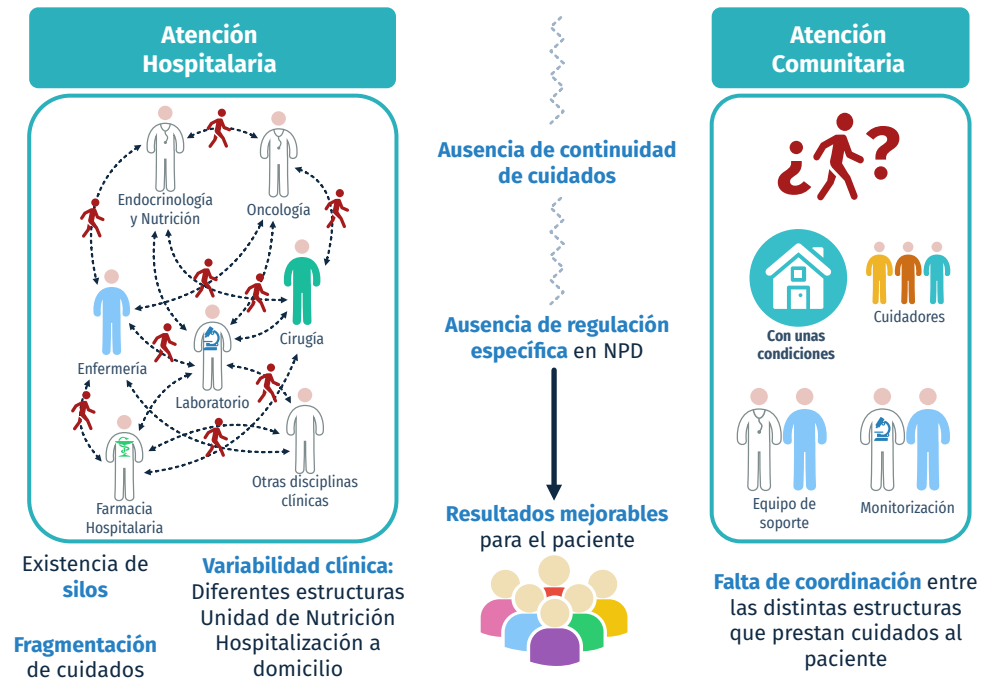 Atención
Hospitalaria
Endocrinología
y Nutrición
Oncología
Enfermería
Cirugía
Laboratorio
Farmacia
Hospitalaria
Otras disciplinas
clínicas
Existencia de
silos
Fragmentación
de cuidados
Variabilidad clínica:
Diferentes estructuras
Unidad de Nutrición
Hospitalización a
domicilio
Ausencia de continuidad
de cuidados
Ausencia de regulación
específica en NPD
Resultados mejorables
para el paciente
Atención
Comunitaria
¿ ?
Con unas
condiciones
Cuidadores
Equipo de
soporte
Monitorización
Falta de coordinación entre
las distintas estructuras
que prestan cuidados al
paciente